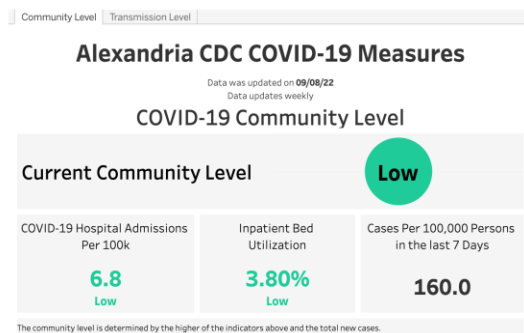 Community Level
Transmission Level
Alexandria CDC COVID-19 Measures
Data was updated on 09/08/22
Data updates weekly
COVID-19 Community Level
Current Community Level
Low
COVID-19 Hospital Admissions
Per 100k
6.8
Low
Inpatient Bed
Utilization
3.80%
Low
Cases Per 100,000 Persons
in the last 7 Days
160.0
The community level is determined by the higher of the indicators above and the total new cases.